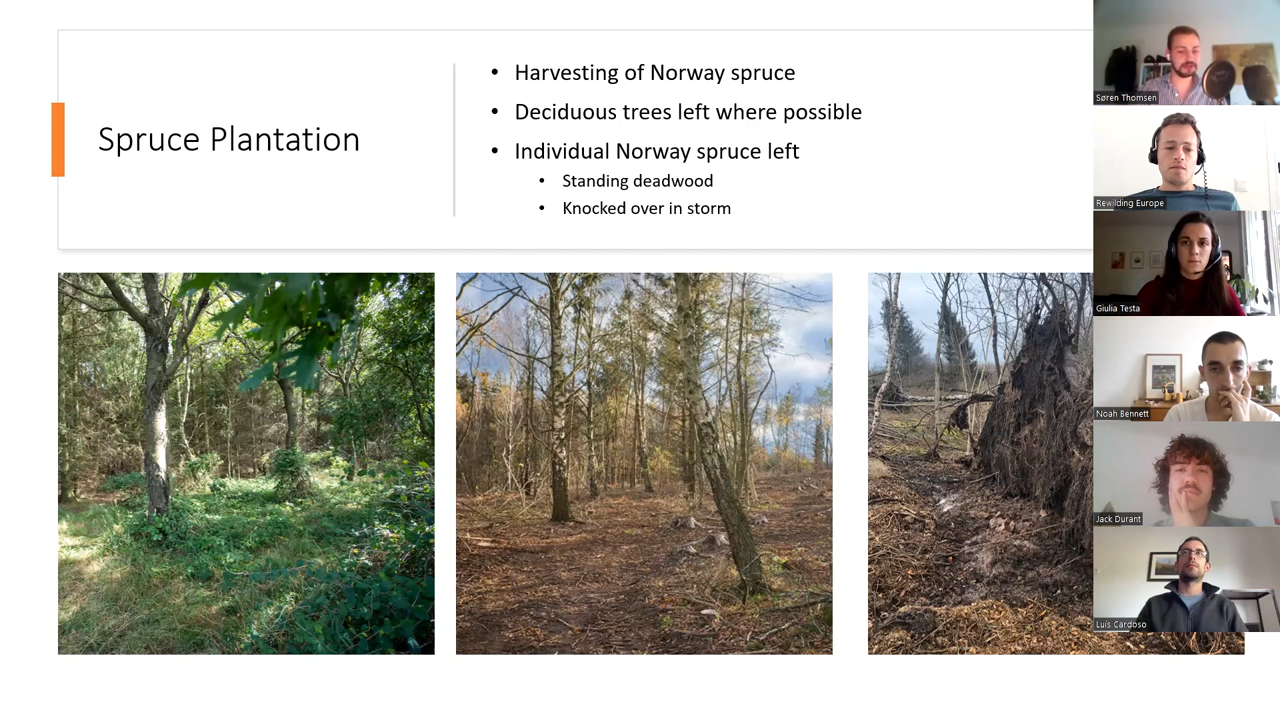 Spruce Plantation
• Harvesting of Norway spruce
• Deciduous trees left where possible
• Individual Norway spruce left
• Standing deadwood
• Knocked over in storm
Søren Thomsen
Rewilding Europe
Giulia Testa
Noah Bennett
Jack Durant
Luís Cardoso